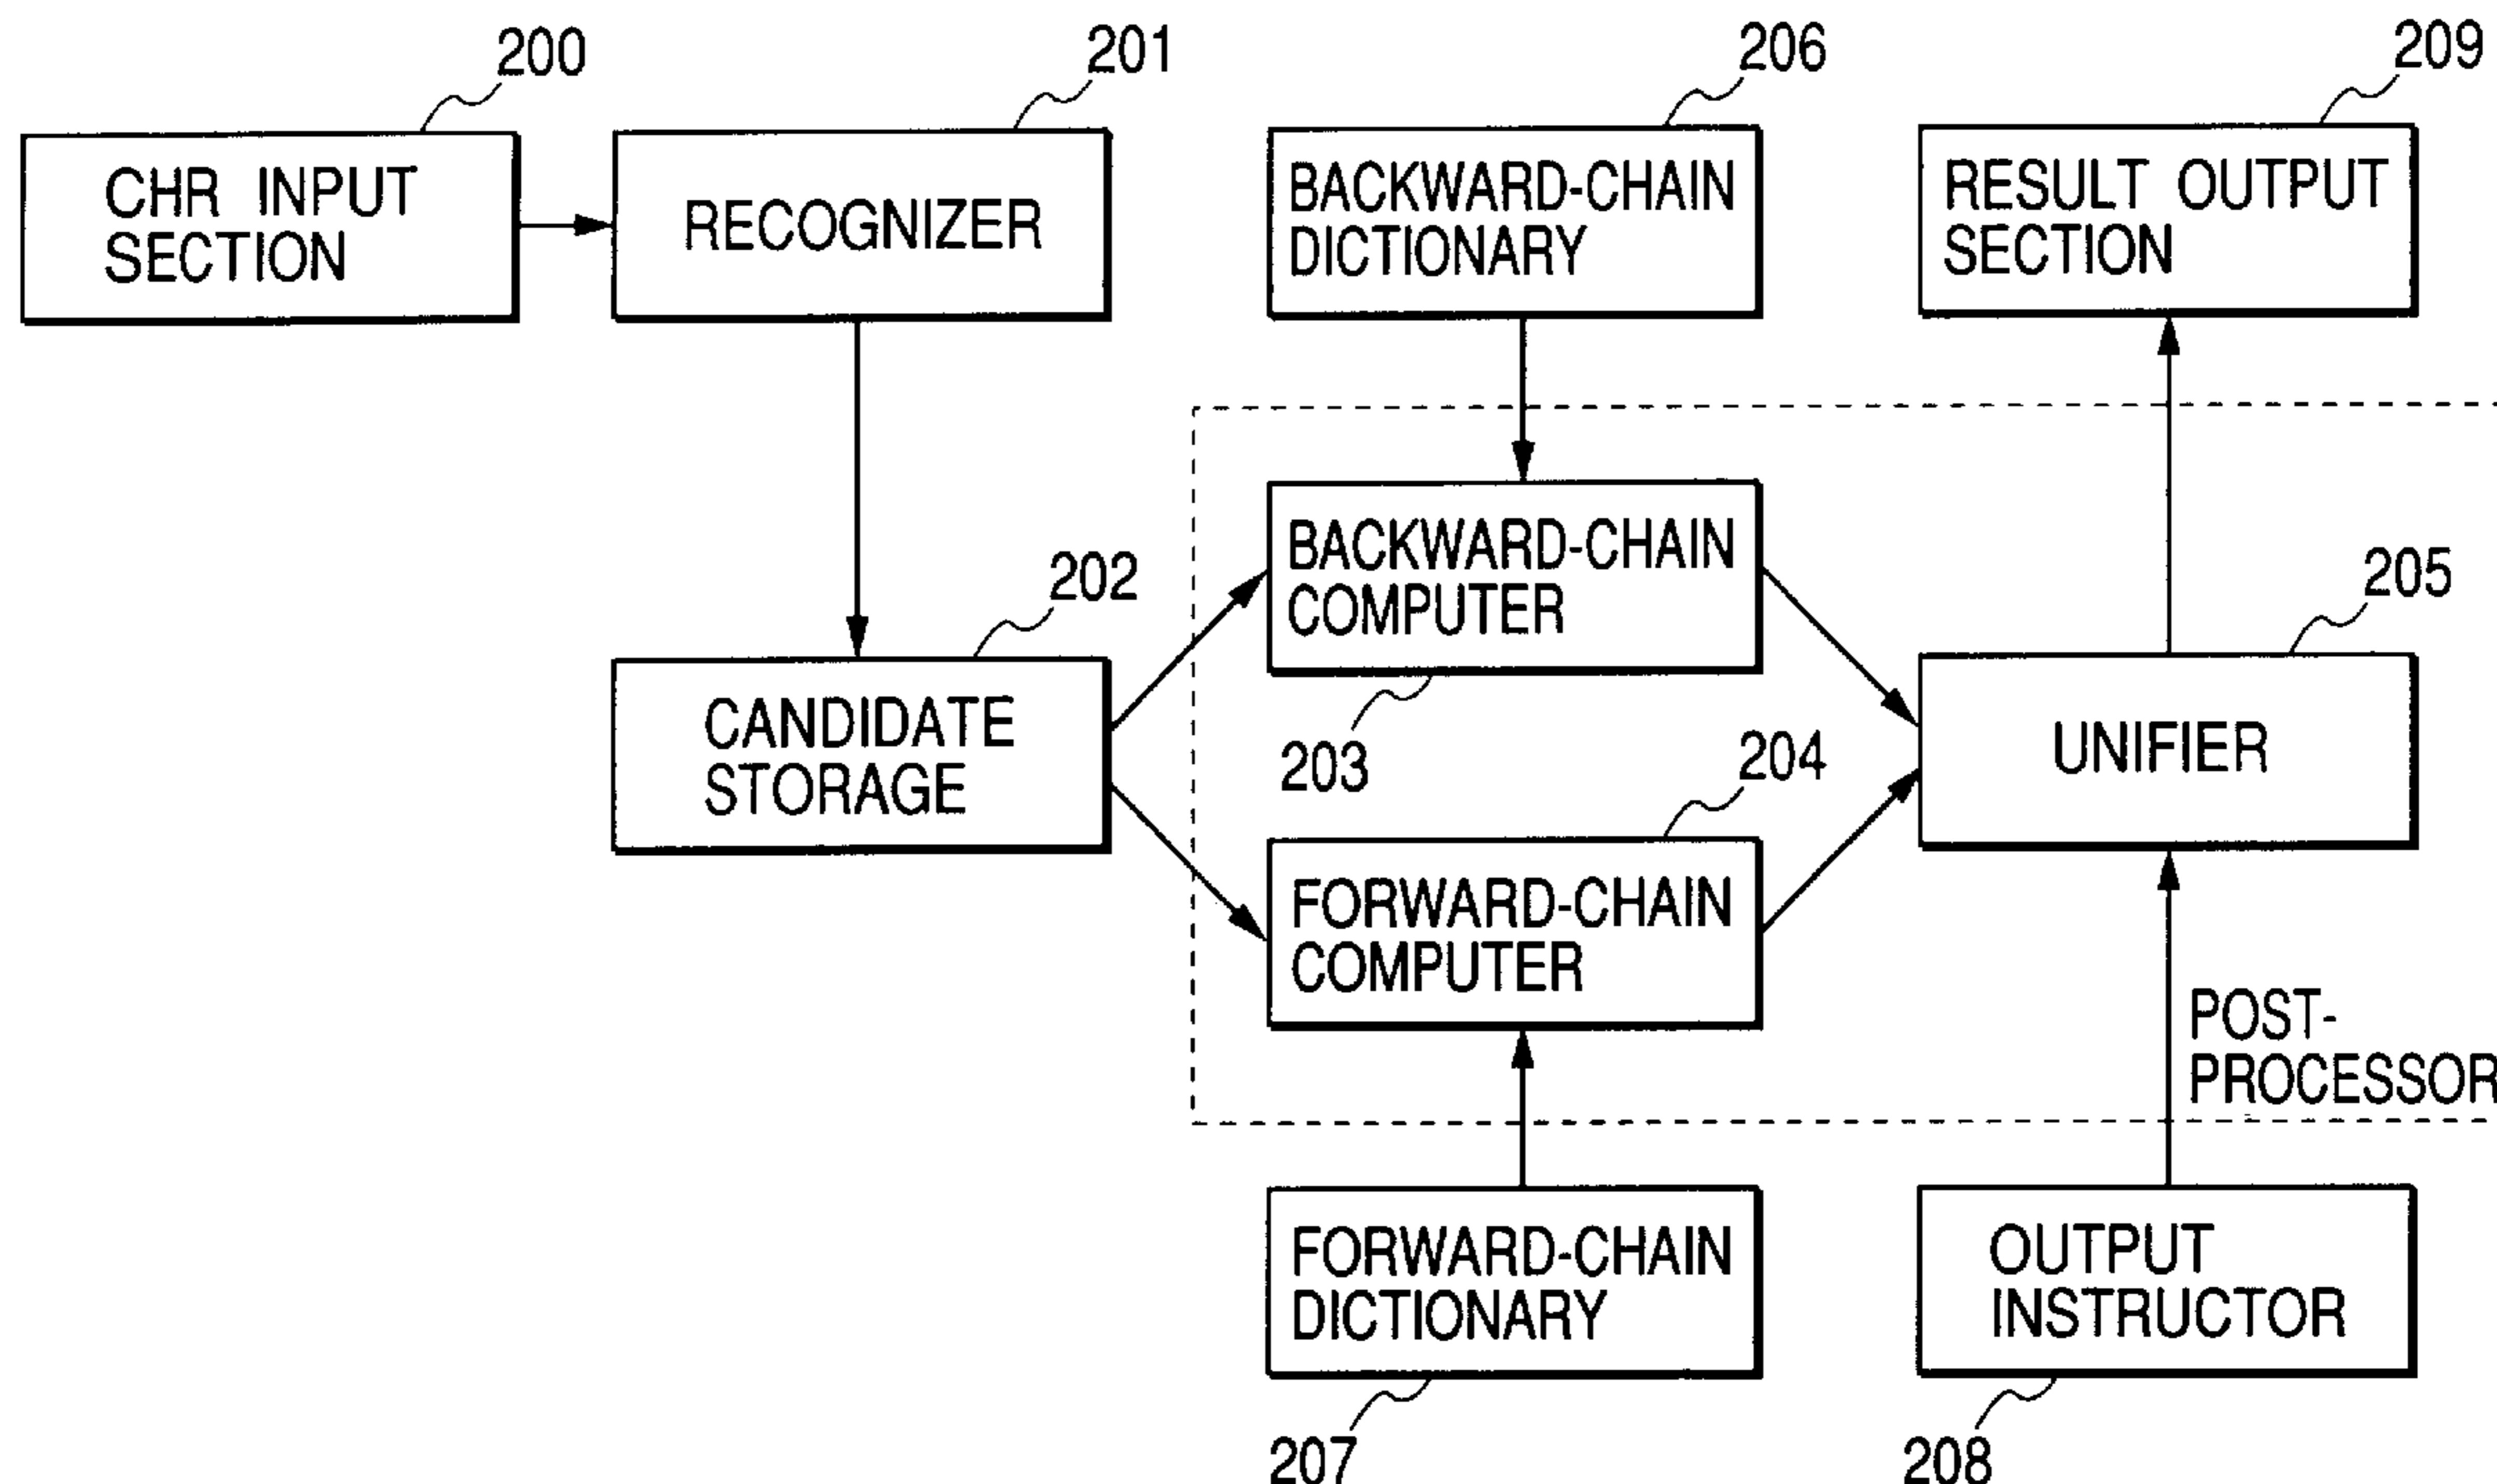 200
201
206
209
CHR INPUT
SECTION
RECOGNIZER
BACKWARD-CHAIN
DICTIONARY
RESULT OUTPUT
SECTION
202
BACKWARD-CHAIN
COMPUTER
205
CANDIDATE
STORAGE
203
204
UNIFIER
FORWARD-CHAIN
COMPUTER
POST-
PROCESSOR
FORWARD-CHAIN
DICTIONARY
OUTPUT
INSTRUCTOR
207
208